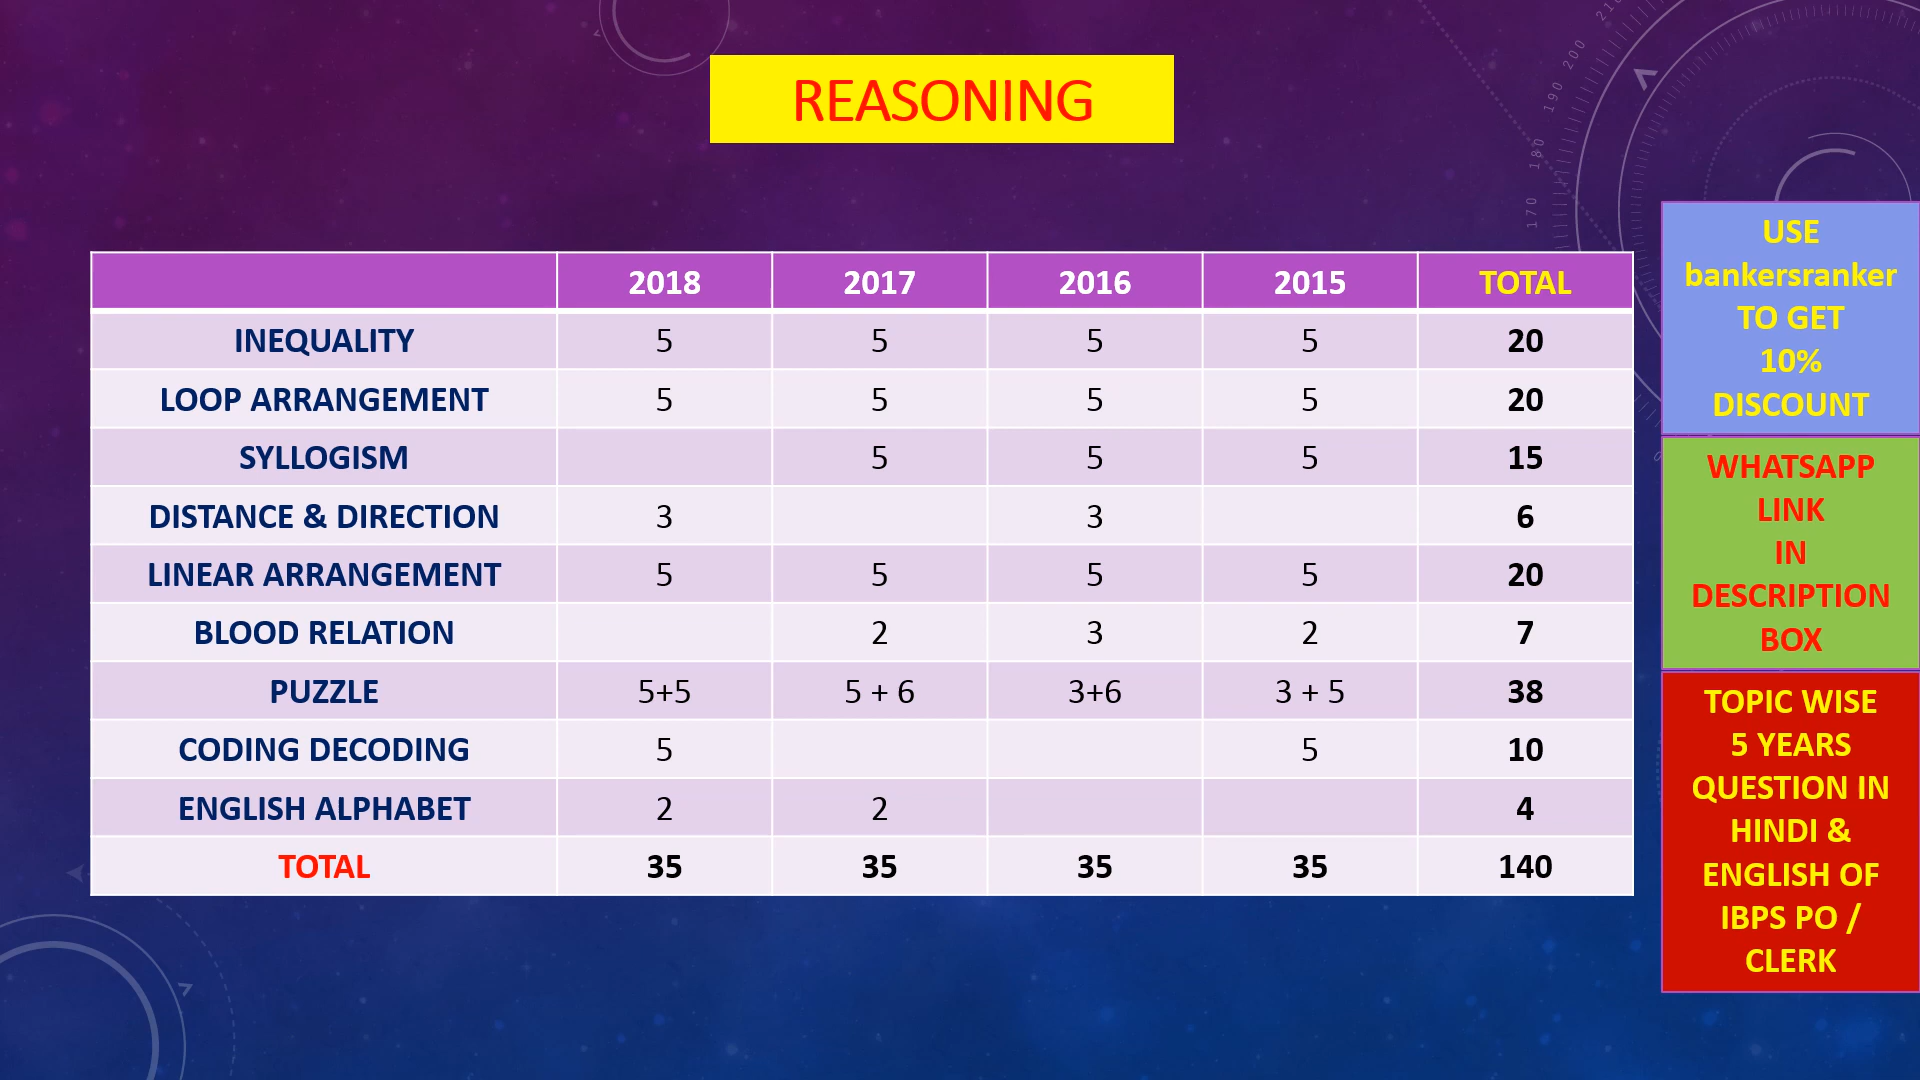 REASONING
2018 2017 2016 2015 TOTAL
INEQUALITY 5 5 5 5 20
LOOP ARRANGEMENT 5 5 5 5 20
SYLLOGISM 5 5 5 15
DISTANCE & DIRECTION 3 3 6
LINEAR ARRANGEMENT 5 5 5 5 20
BLOOD RELATION 2 3 2 7
PUZZLE 5+5 5 + 6 3+6 3 + 5 38
CODING DECODING 5 5 10
ENGLISH ALPHABET 2 2 4
TOTAL 35 35 35 35 140
USE
bankersranker
TO GET
10%
DISCOUNT
WHATSAPP
LINK
IN
DESCRIPTION
BOX
TOPIC WISE
5 YEARS
QUESTION IN
HINDI &
ENGLISH OF
IBPS PO /
CLERK
170
180
190
200